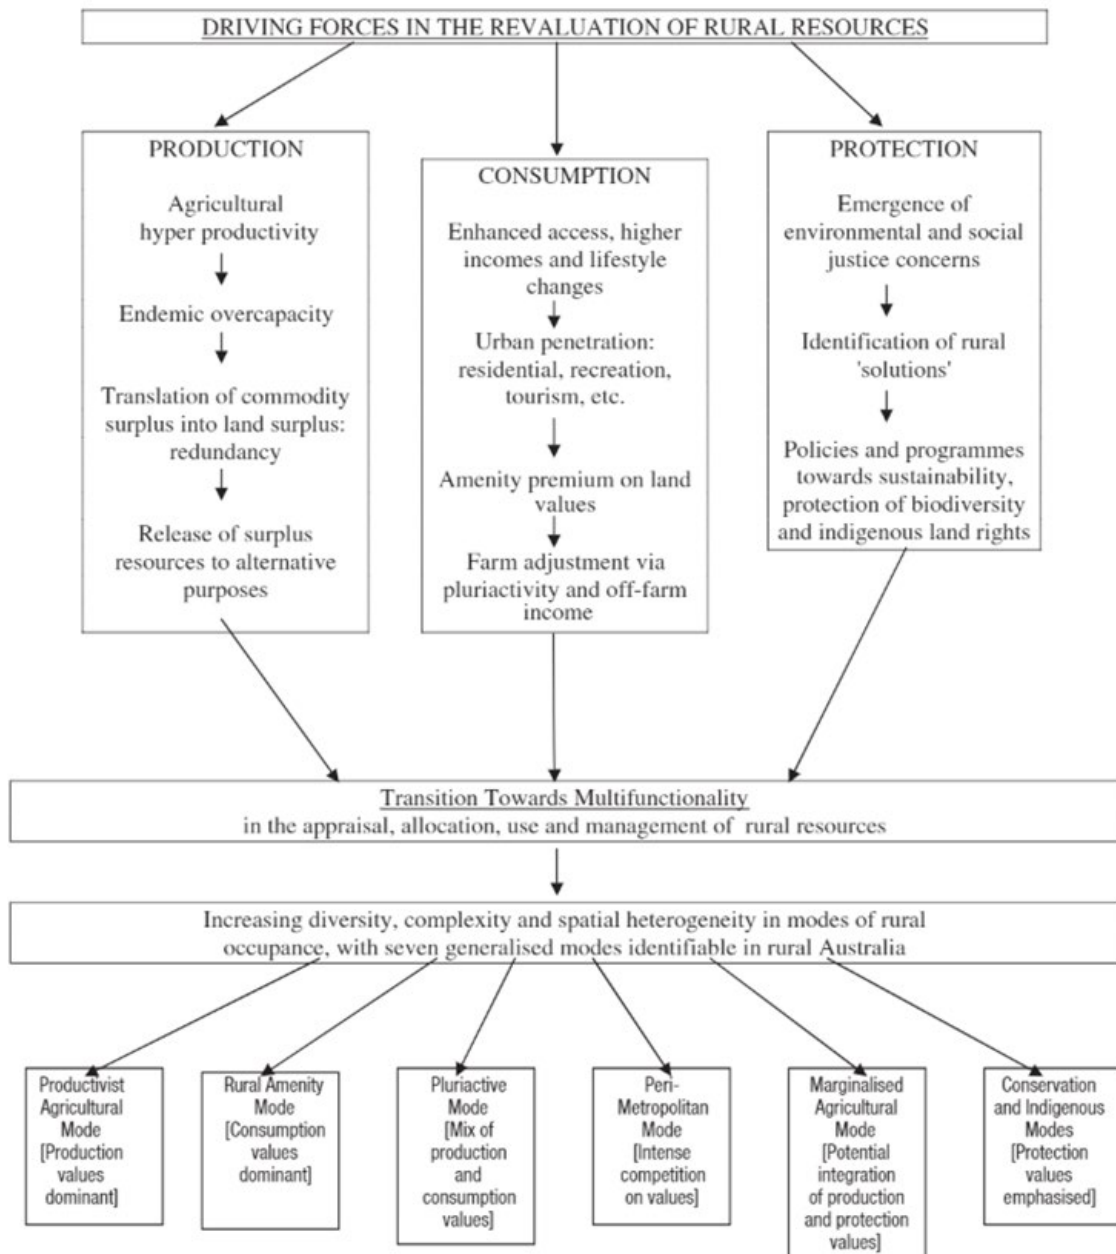 DRIVING FORCES IN THE REVALUATION OF RURAL RESOURCES
PRODUCTION
Agricultural
hyper productivity
Endemic overcapacity
Translation of commodity
surplus into land surplus:
redundancy
Release of surplus
resources to alternative
purposes
CONSUMPTION
Enhanced access, higher
incomes and lifestyle
changes
Urban penetration:
residential, recreation,
tourism, etc.
Amenity premium on land
values
Farm adjustment via
pluriactivity and off-farm
income
PROTECTION
Emergence of
environmental and social
justice concerns
Identification of rural
'solutions'
Policies and programmes
towards sustainability,
protection of biodiversity
and indigenous land rights
Transition Towards Multifunctionality
in the appraisal, allocation, use and management of rural resources
Increasing diversity, complexity and spatial heterogeneity in modes of rural
occupance, with seven generalised modes identifiable in rural Australia
Productivist
Agricultural
Mode
[Production
values
dominant]
Rural Amenity
Mode
[Consumption
values
dominant]
Pluriactive
Mode
[Mix of
production
and
consumption
values]
Peri-
Metropolitan
Mode
[Intense
competition
on values]
Marginalised
Agricultural
Mode
[Potential
integration
of production
and protection
values]
Conservation
and Indigenous
Modes
[Protection
values
emphasised]